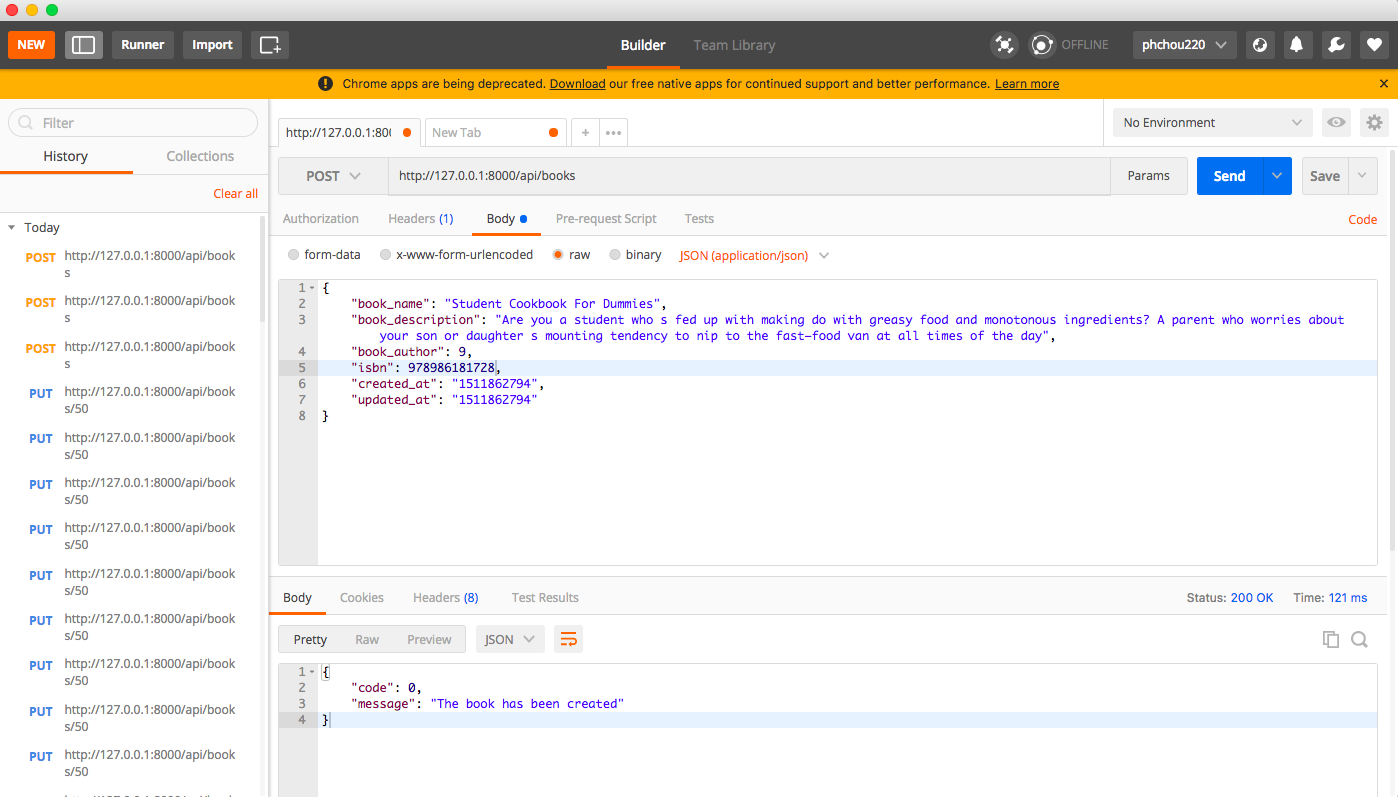 NEW Runner Import Builder Team Library OFFLINE phchou220
Chrome apps are being deprecated. Download our free native apps for continued support and better performance. Learn more
Filter
History Collections
Clear all
Today
POST http://127.0.0.1:8000/api/book
s
POST http://127.0.0.1:8000/api/book
s
POST http://127.0.0.1:8000/api/book
s
PUT http://127.0.0.1:8000/api/book
s/50
PUT http://127.0.0.1:8000/api/book
s/50
PUT http://127.0.0.1:8000/api/book
s/50
PUT http://127.0.0.1:8000/api/book
s/50
PUT http://127.0.0.1:8000/api/book
s/50
PUT http://127.0.0.1:8000/api/book
s/50
PUT http://127.0.0.1:8000/api/book
s/50
PUT http://127.0.0.1:8000/api/book
s/50
PUT http://127.0.0.1:8000/api/book
s/50
http://127.0.0.1:80 New Tab + ••• No Environment
POST http://127.0.0.1:8000/api/books Params Send Save
Authorization Headers (1) Body Pre-request Script Tests Code
form-data x-www-form-urlencoded raw binary JSON (application/json)
1 {
2 "book_name": "Student Cookbook For Dummies",
3 "book_description": "Are you a student who s fed up with making do with greasy food and monotonous ingredients? A parent who worries about
your son or daughter s mounting tendency to nip to the fast-food van at all times of the day",
4 "book_author": 9,
5 "isbn": 978986181728,
6 "created_at": "1511862794",
7 "updated_at": "1511862794"
8 }
Body Cookies Headers (8) Test Results Status: 200 OK Time: 121 ms
Pretty Raw Preview JSON
1 {
2 "code": 0,
3 "message": "The book has been created"
4 }